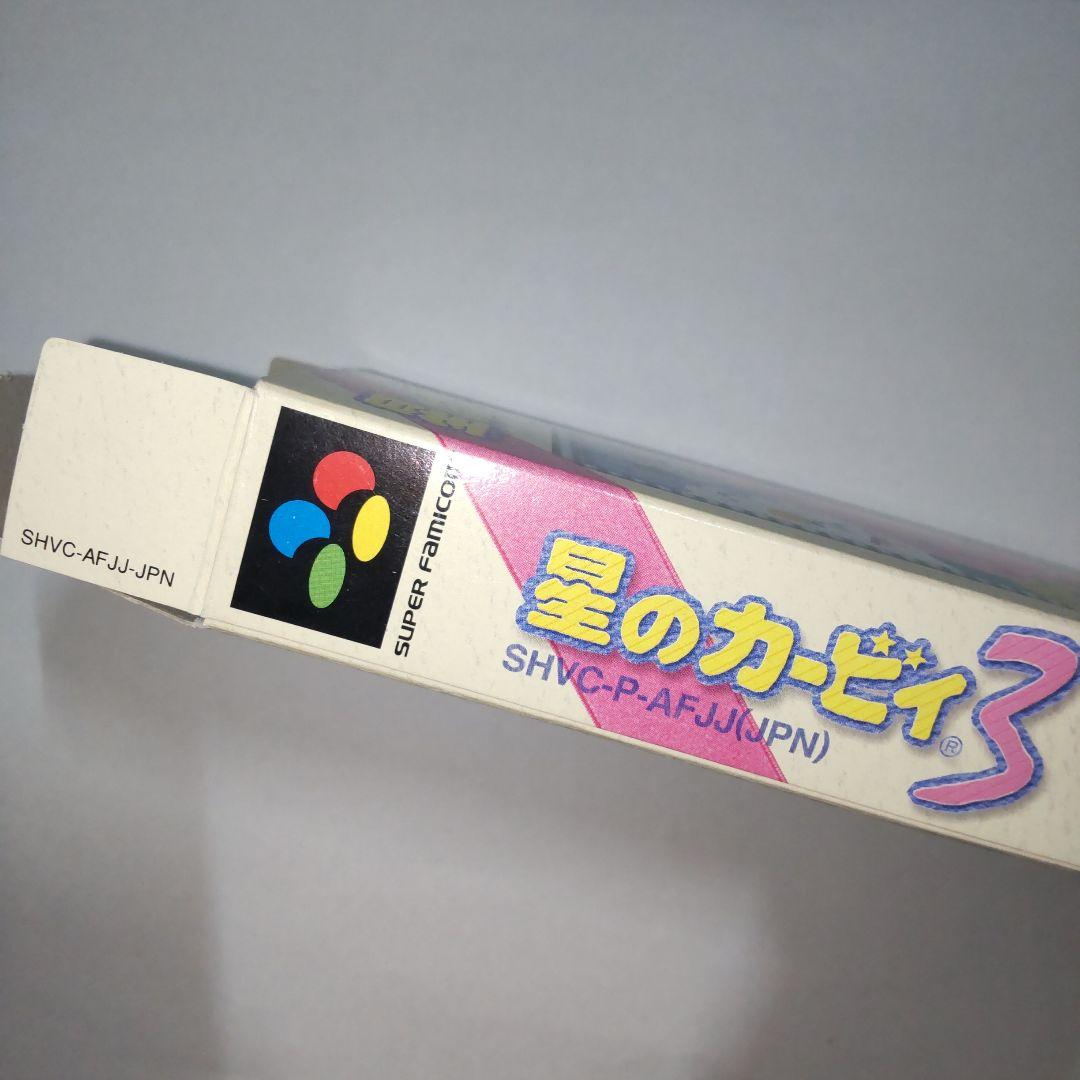 SHVC-AFJJ-JPN
SUPER FAMICOM
星のカービィ3
®
SHVC-P-AFJJ(JPN)